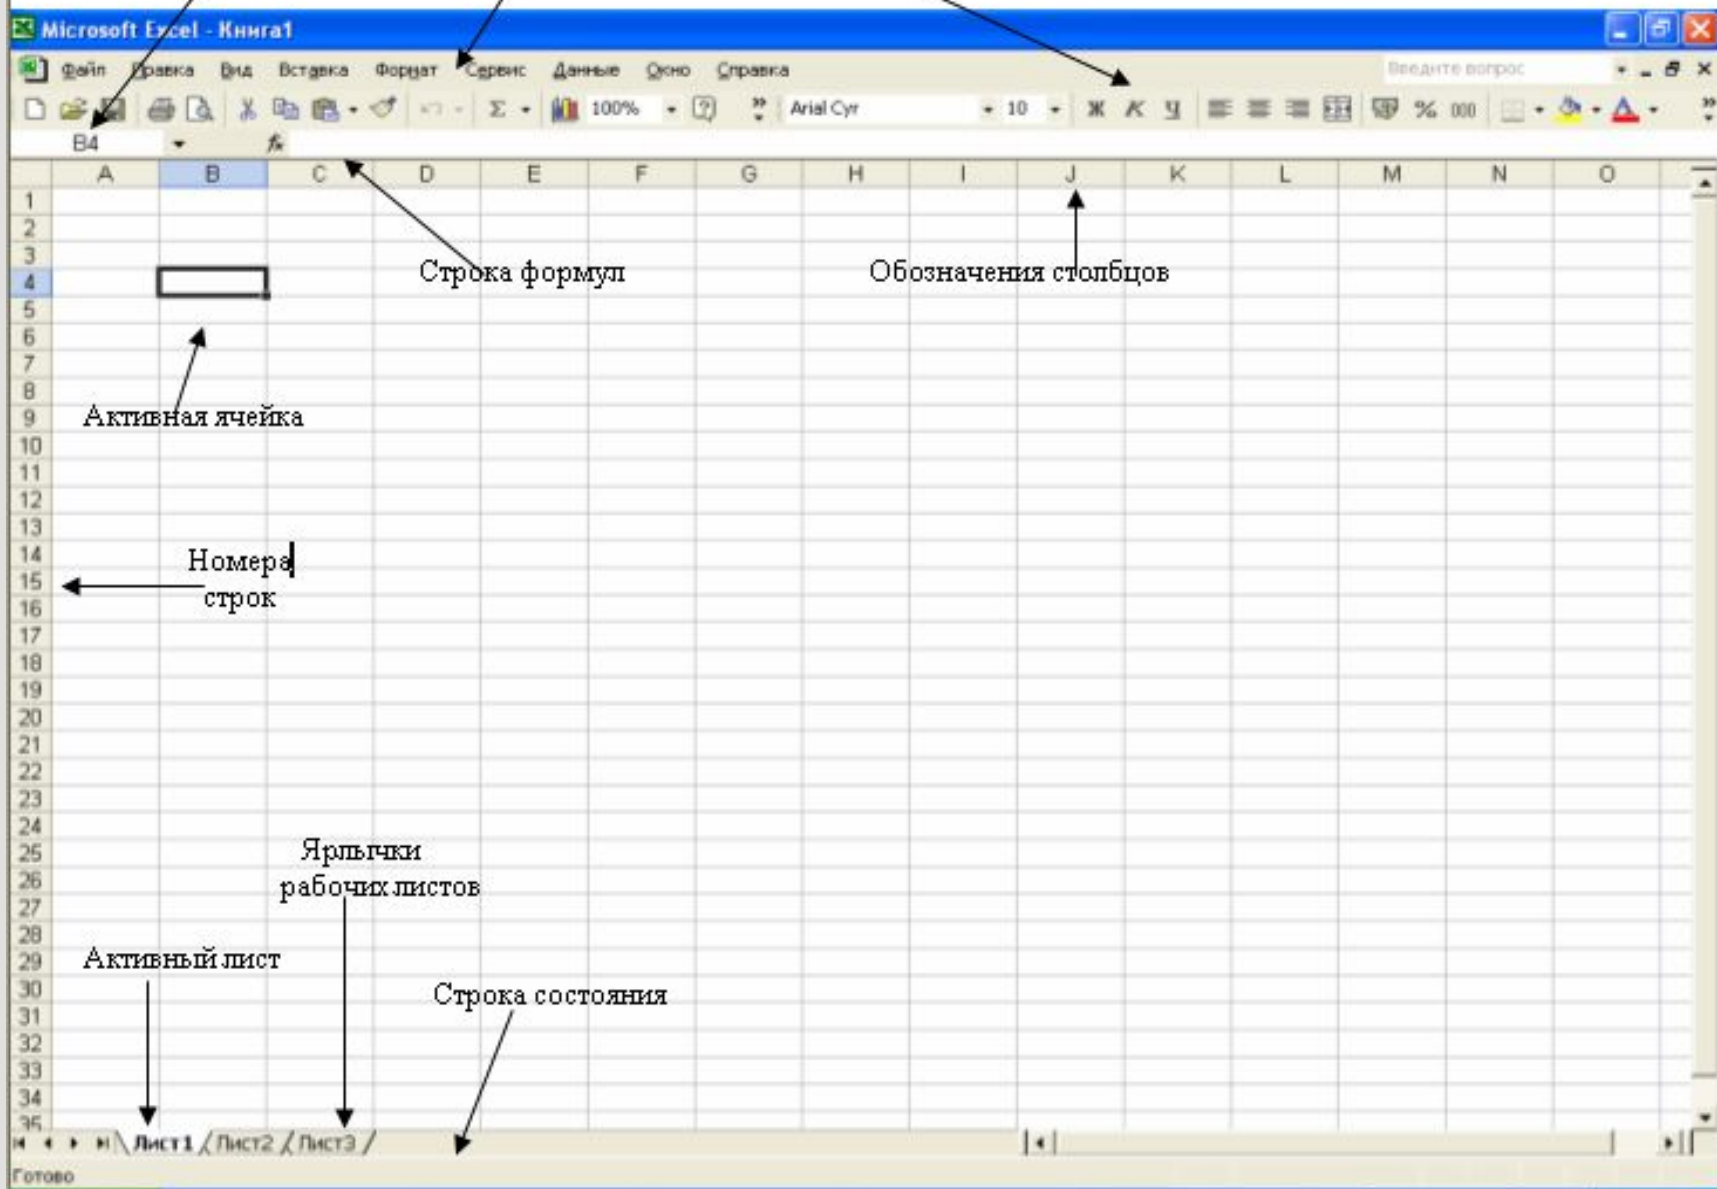 Microsoft Excel - Книга1
Файл Правка Вид Вставка Формат Сервис Данные Окно Справка Введите вопрос
100% Arial Cyr 10 Ж К Ч % 000
B4 fx
A B C D E F G H I J K L M N O
1
2
3
Строка формул Обозначения столбцов
4
5
6
7
8
9 Активная ячейка
10
11
12
13
14 Номера
15
16 строк
17
18
19
20
21
22
23
24
25 Ярлычки
26 рабочих листов
27
28
29 Активный лист
30 Строка состояния
31
32
33
34
35
Лист1 Лист2 Лист3
Готово